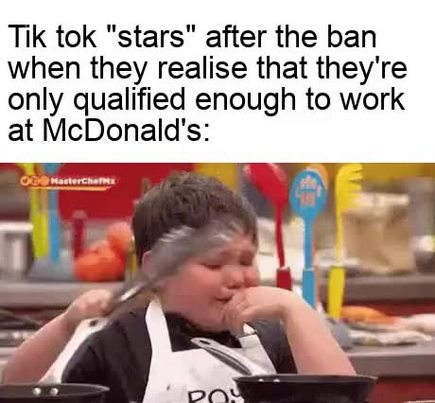 Tik tok "stars" after the ban
when they realise that they're
only qualified enough to work
at McDonald's:
MasterChefMx